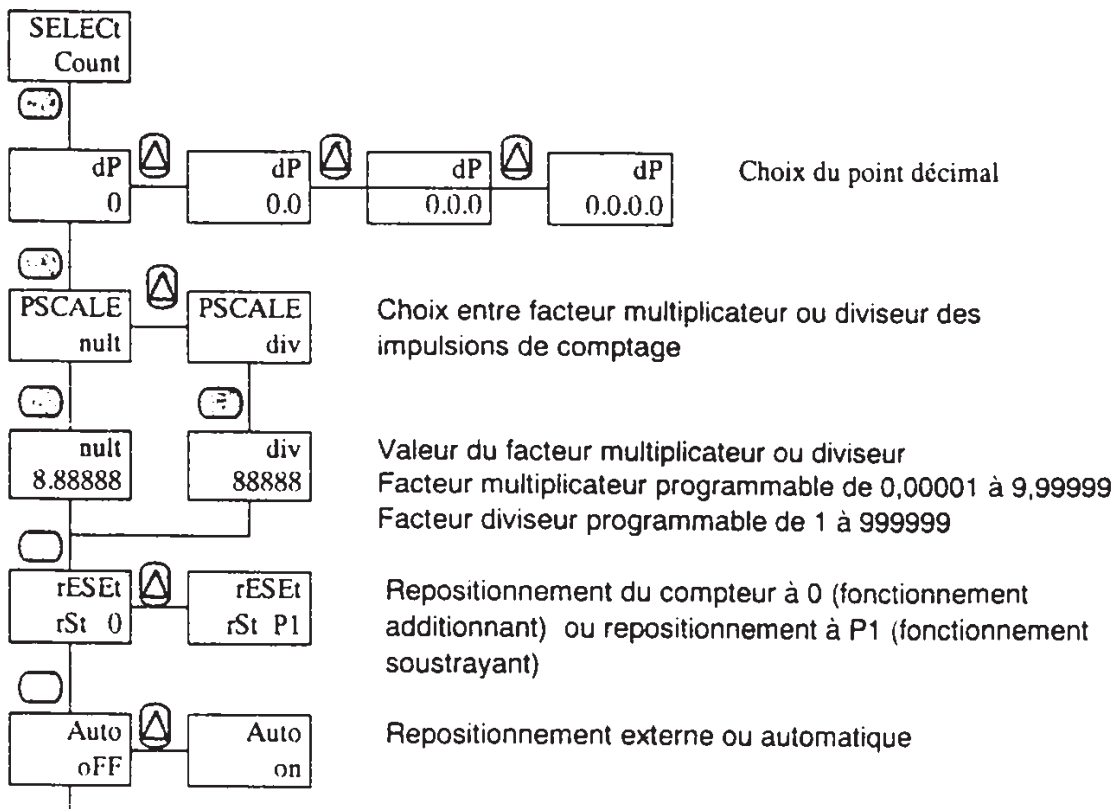 SELECt
Count
dP
0
dP
0.0
dP
0.0.0
dP
0.0.0.0
Choix du point décimal
PSCALE
nult
PSCALE
div
Choix entre facteur multiplicateur ou diviseur des
impulsions de comptage
nult
8.88888
div
88888
Valeur du facteur multiplicateur ou diviseur
Facteur multiplicateur programmable de 0,00001 à 9,99999
Facteur diviseur programmable de 1 à 999999
rESEt
rSt 0
rESEt
rSt P1
Repositionnement du compteur à 0 (fonctionnement
additionnant) ou repositionnement à P1 (fonctionnement
soustrayant)
Auto
oFF
Auto
on
Repositionnement externe ou automatique